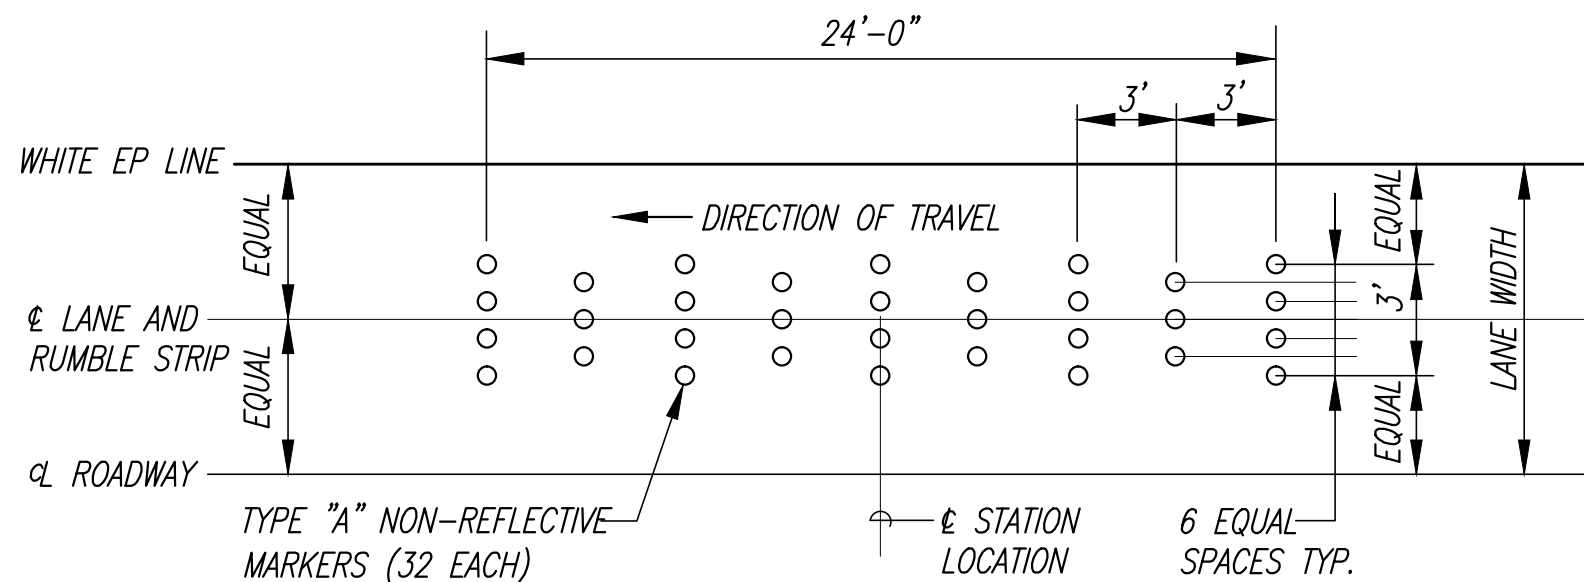 24'-0"
3'
3'
WHITE EP LINE
EQUAL
DIRECTION OF TRAVEL
EQUAL
℄ LANE AND
RUMBLE STRIP
3'
LANE WIDTH
EQUAL
EQUAL
℄ ROADWAY
TYPE "A" NON-REFLECTIVE
MARKERS (32 EACH)
℄ STATION
LOCATION
6 EQUAL
SPACES TYP.